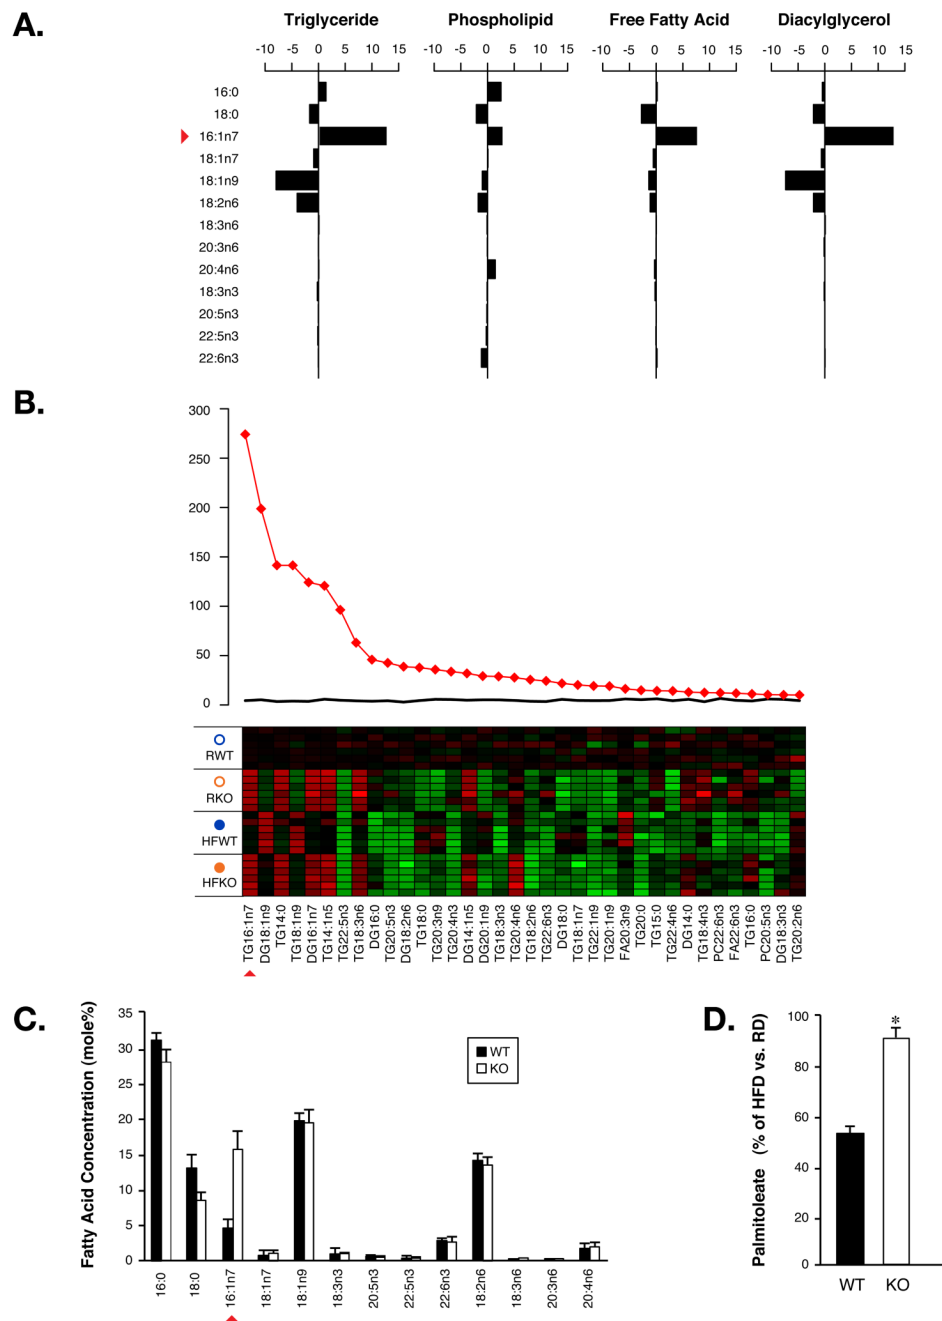 A.
Triglyceride Phospholipid Free Fatty Acid Diacylglycerol
-10 -5 0 5 10 15 -10 -5 0 5 10 15 -10 -5 0 5 10 15 -10 -5 0 5 10 15
16:0
18:0
16:1n7
18:1n7
18:1n9
18:2n6
18:3n6
20:3n6
20:4n6
18:3n3
20:5n3
22:5n3
22:6n3
B.
300
250
200
150
100
50
0
RWT
RKO
HFWT
HFKO
TG16:1n7
DG18:1n9
TG14:0
TG18:1n9
DG16:1n7
TG14:1n5
TG22:5n3
TG18:3n6
DG16:0
TG20:5n3
DG18:2n6
TG18:0
TG20:3n9
TG20:4n3
DG14:1n5
DG20:1n9
TG18:3n3
TG20:4n6
TG18:2n6
TG22:6n3
DG18:0
TG18:1n7
TG22:1n9
TG20:1n9
FA20:3n9
TG20:0
TG15:0
TG22:4n6
DG14:0
TG18:4n3
PC22:6n3
FA22:6n3
TG16:0
PC20:5n3
DG18:3n3
TG20:2n6
C.
Fatty Acid Concentration (mole%)
35
30
25
20
15
10
5
0
WT
KO
16:0
18:0
16:1n7
18:1n7
18:1n9
18:3n3
20:5n3
22:5n3
22:6n3
18:2n6
18:3n6
20:3n6
20:4n6
D.
Palmitoleate (% of HFD vs. RD)
100
80
60
40
20
0
*
WT KO